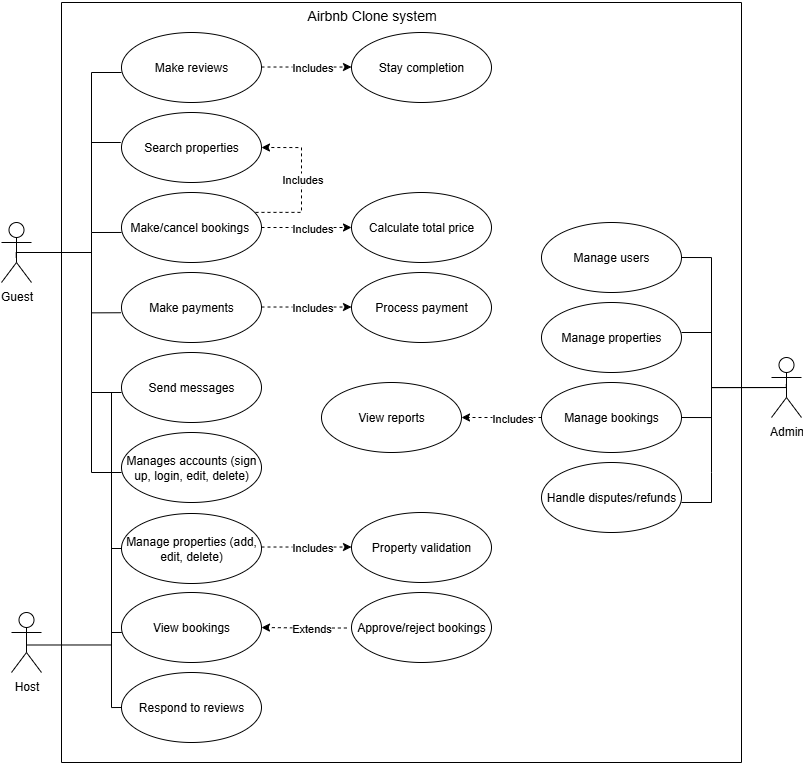 Airbnb Clone system
Make reviews
Includes
Stay completion
Search properties
Includes
Make/cancel bookings
Includes
Calculate total price
Manage users
Guest
Make payments
Includes
Process payment
Manage properties
Send messages
View reports
Includes
Manage bookings
Admin
Manages accounts (sign
up, login, edit, delete)
Handle disputes/refunds
Manage properties (add,
edit, delete)
Includes
Property validation
View bookings
Extends
Approve/reject bookings
Host
Respond to reviews